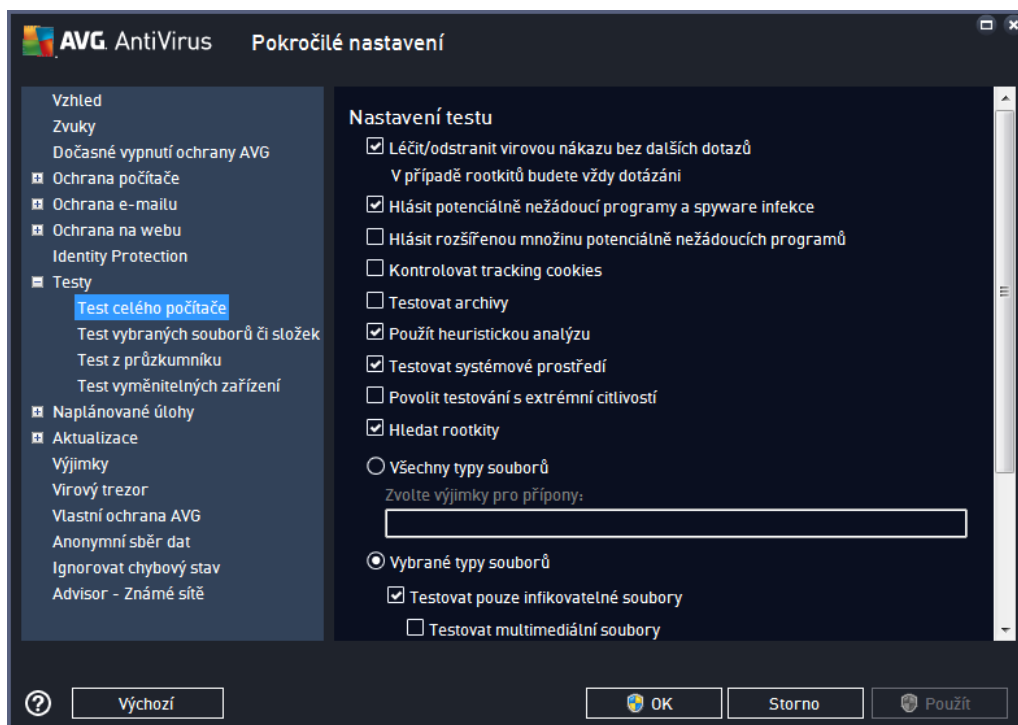 AVG. AntiVirus Pokročilé nastavení
Vzhled
Zvuky
Dočasné vypnutí ochrany AVG
Ochrana počítače
Ochrana e-mailu
Ochrana na webu
Identity Protection
Testy
Test celého počítače
Test vybraných souborů či složek
Test z průzkumníku
Test vyměnitelných zařízení
Naplánované úlohy
Aktualizace
Výjimky
Virový trezor
Vlastní ochrana AVG
Anonymní sběr dat
Ignorovat chybový stav
Advisor - Známé sítě
Nastavení testu
Léčit/odstranit virovou nákazu bez dalších dotazů
V případě rootkitů budete vždy dotázáni
Hlásit potenciálně nežádoucí programy a spyware infekce
Hlásit rozšířenou množinu potenciálně nežádoucích programů
Kontrolovat tracking cookies
Testovat archivy
Použít heuristickou analýzu
Testovat systémové prostředí
Povolit testování s extrémní citlivostí
Hledat rootkity
Všechny typy souborů
Zvolte výjimky pro přípony:
Vybrané typy souborů
Testovat pouze infikovatelné soubory
Testovat multimediální soubory
Výchozí
OK
Storno
Použít